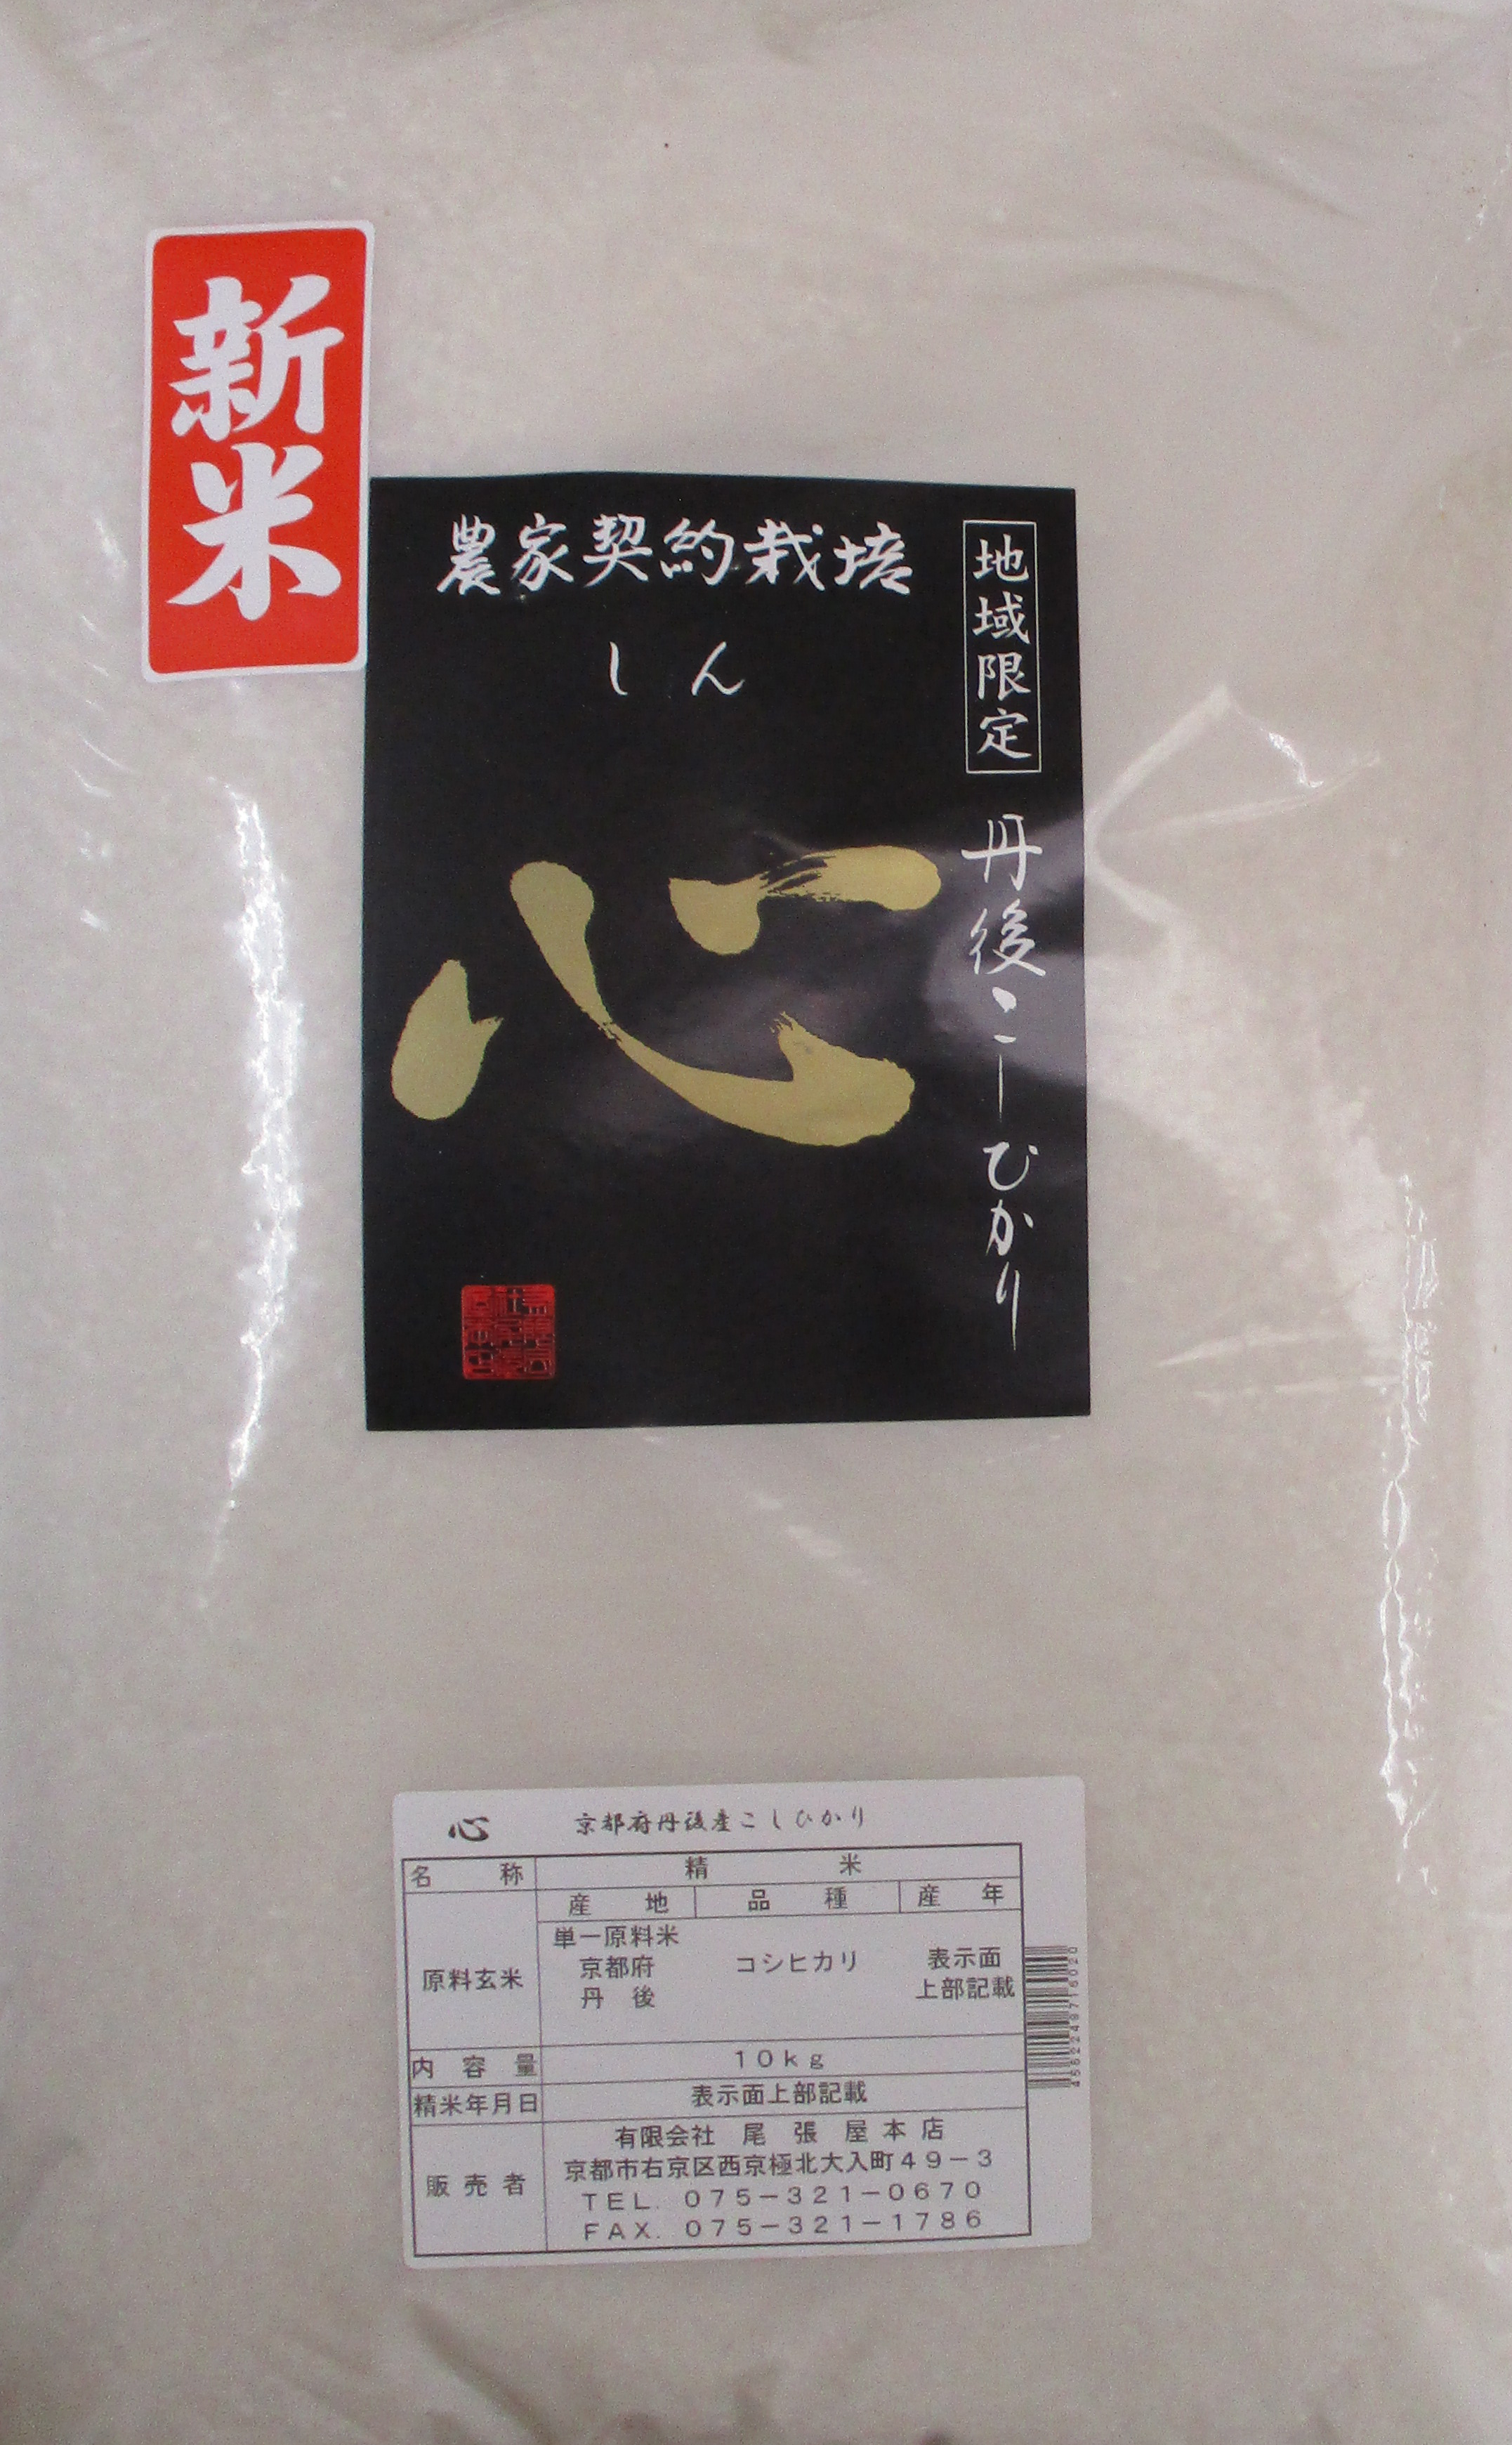 新米
農家契約栽培
しん
心
地域限定
丹後こしひかり
心 京都府丹後産こしひかり
名称 精米
原料玄米 産地 品種 産年
単一原料米
京都府 コシヒカリ 表示面
丹後 上部記載
内容量 10kg
精米年月日 表示面上部記載
販売者 有限会社 尾張屋本店
京都市右京区西京極北大入町49-3
TEL. 075-321-0670
FAX. 075-321-1786